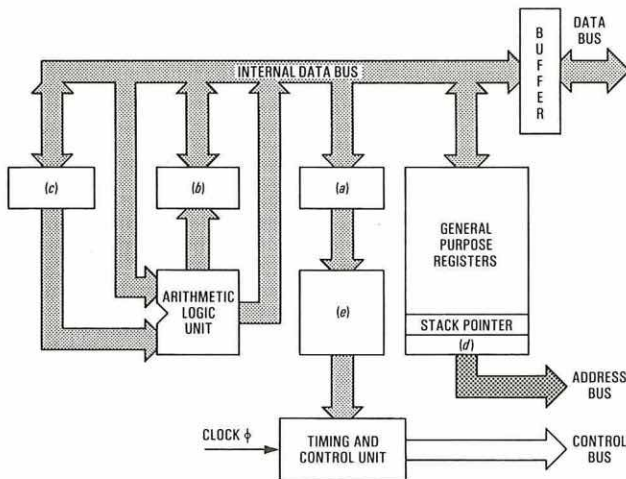 BUFFER
DATA
BUS
INTERNAL DATA BUS
(c)
(b)
(a)
GENERAL
PURPOSE
REGISTERS
ARITHMETIC
LOGIC
UNIT
(e)
STACK POINTER
(d)
ADDRESS
BUS
CLOCK ϕ
TIMING AND
CONTROL UNIT
CONTROL
BUS